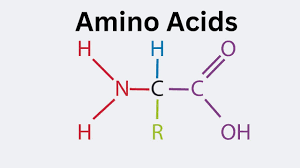 Amino Acids
H H O
N C C
H R OH